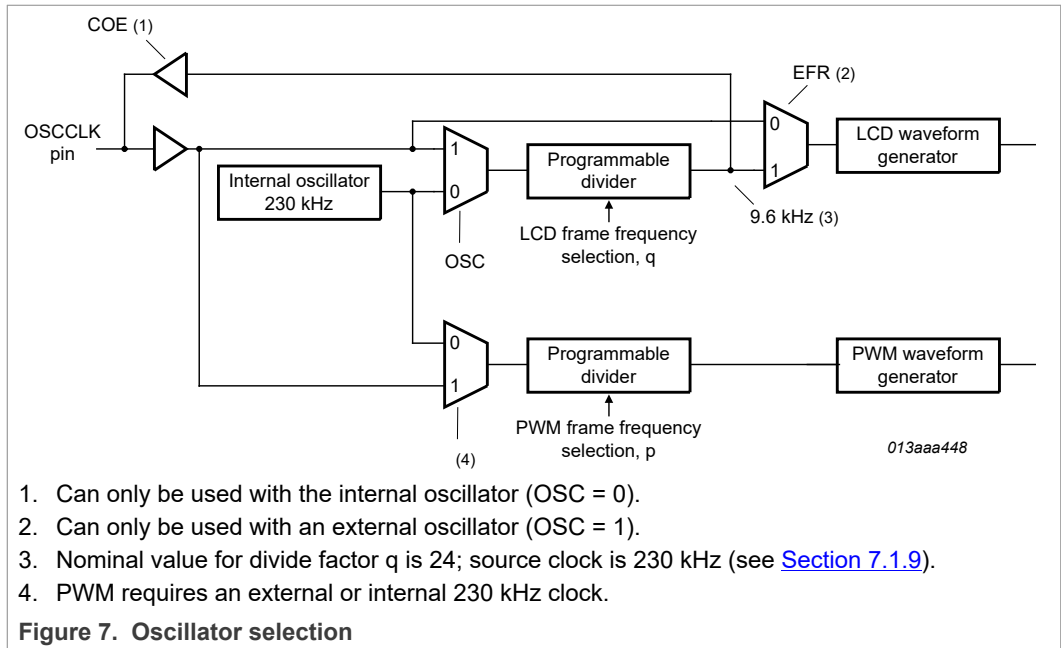 COE (1)
EFR (2)
OSCCLK
pin
0
1
LCD waveform
generator
1
0
Internal oscillator
230 kHz
Programmable
divider
9.6 kHz (3)
LCD frame frequency
selection, q
OSC
0
1
Programmable
divider
PWM waveform
generator
PWM frame frequency
selection, p
(4)
013aaa448
1. Can only be used with the internal oscillator (OSC = 0).
2. Can only be used with an external oscillator (OSC = 1).
3. Nominal value for divide factor q is 24; source clock is 230 kHz (see Section 7.1.9).
4. PWM requires an external or internal 230 kHz clock.
Figure 7. Oscillator selection